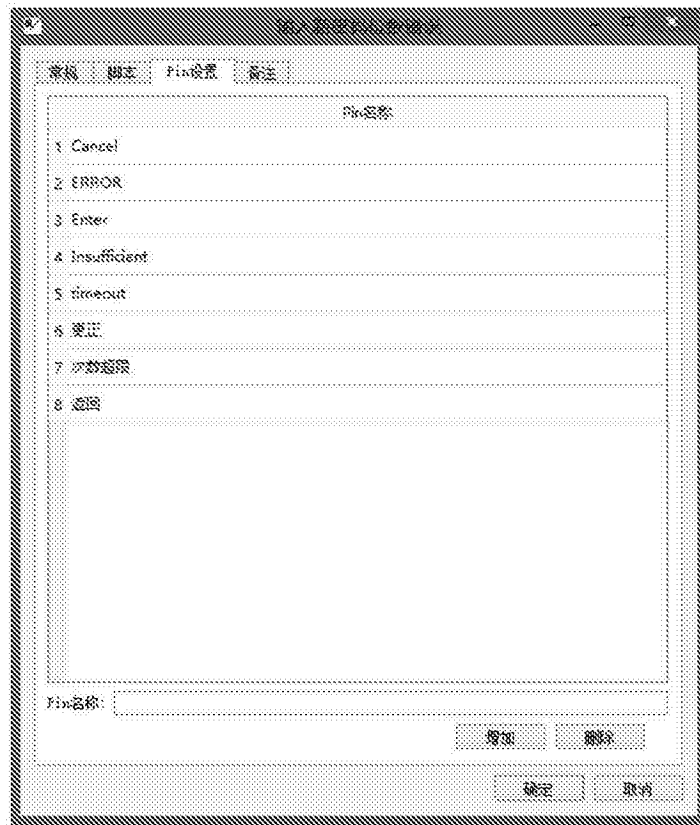 常规 脚本 Pin设置 备注
Pin名称
1 Cancel
2 ERROR
3 Enter
4 Insufficient
5 timeout
6 更正
7 次数超限
8 返回
Pin名称:
增加 删除
确定 取消